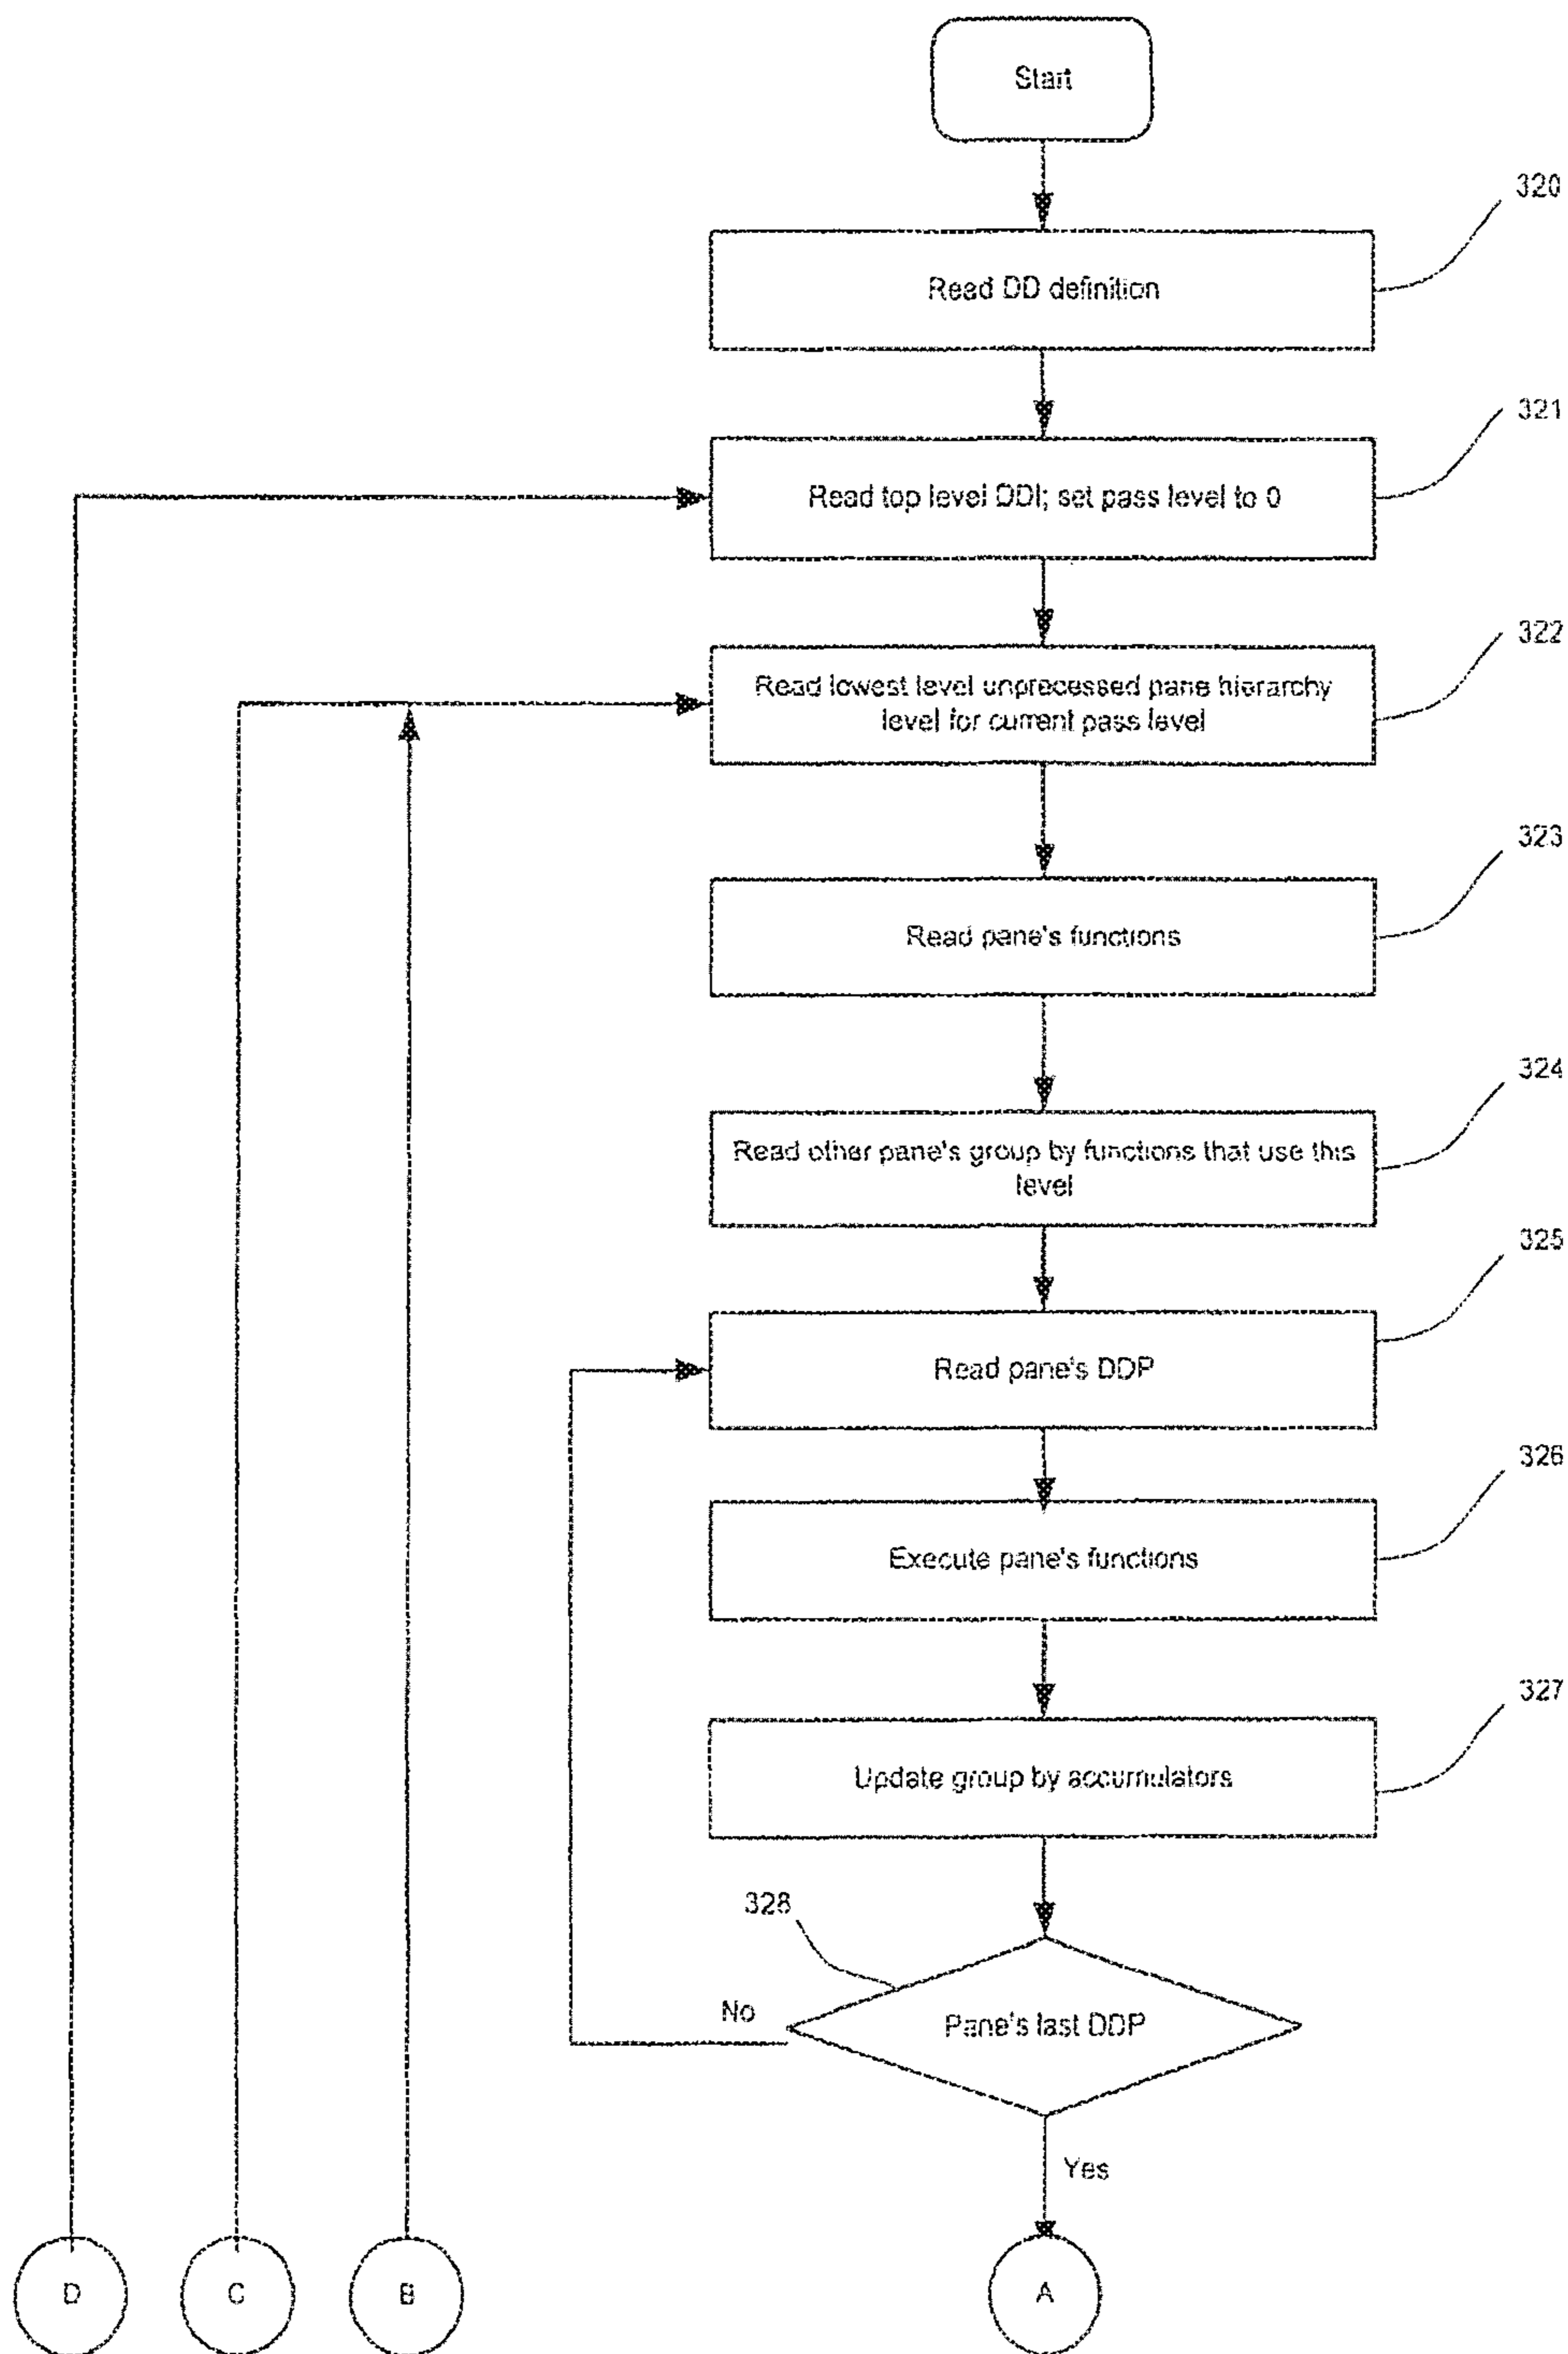 Start
320
Read DD definition
321
Read top level DDI; set pass level to 0
322
Read lowest level unprecessed pane hierarchy
level for current pass level
323
Read pane's functions
324
Read other pane's group by functions that use this
level
325
Read pane's DDP
326
Execute pane's functions
327
Update group by accumulators
328
No
Pane's last DDP
Yes
D
C
B
A